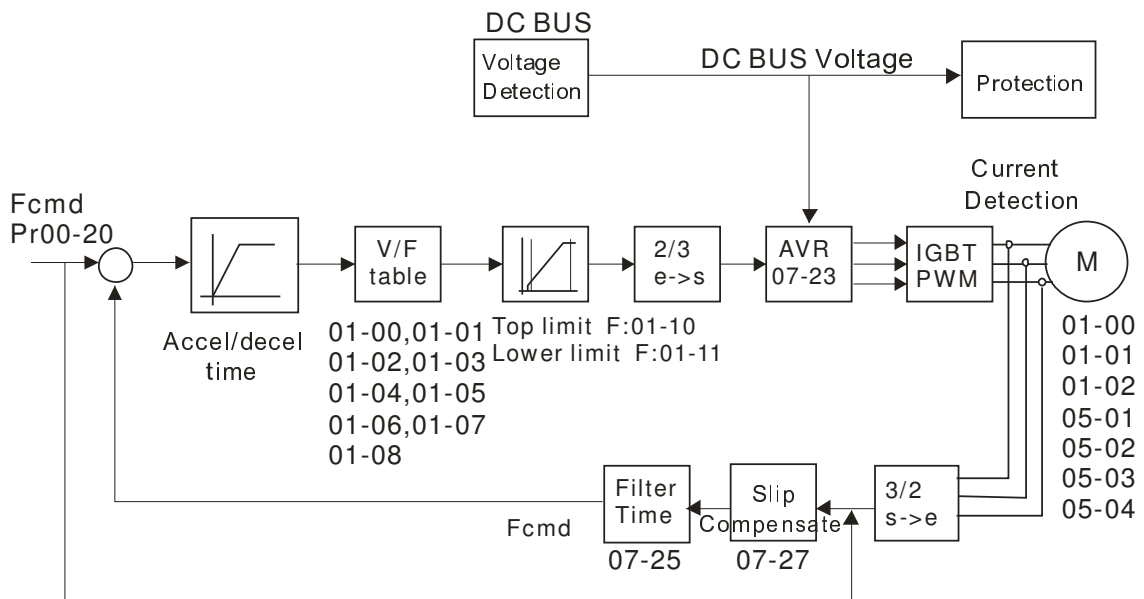 DC BUS
Voltage
Detection
DC BUS Voltage
Protection
Current
Detection
Fcmd
Pr00-20
V/F
table
2/3
e->s
AVR
07-23
IGBT
PWM
M
Accel/decel
time
01-00,01-01
01-02,01-03
01-04,01-05
01-06,01-07
01-08
Top limit F:01-10
Lower limit F:01-11
01-00
01-01
01-02
05-01
05-02
05-03
05-04
Filter
Time
07-25
Slip
Compensate
07-27
3/2
s->e
Fcmd